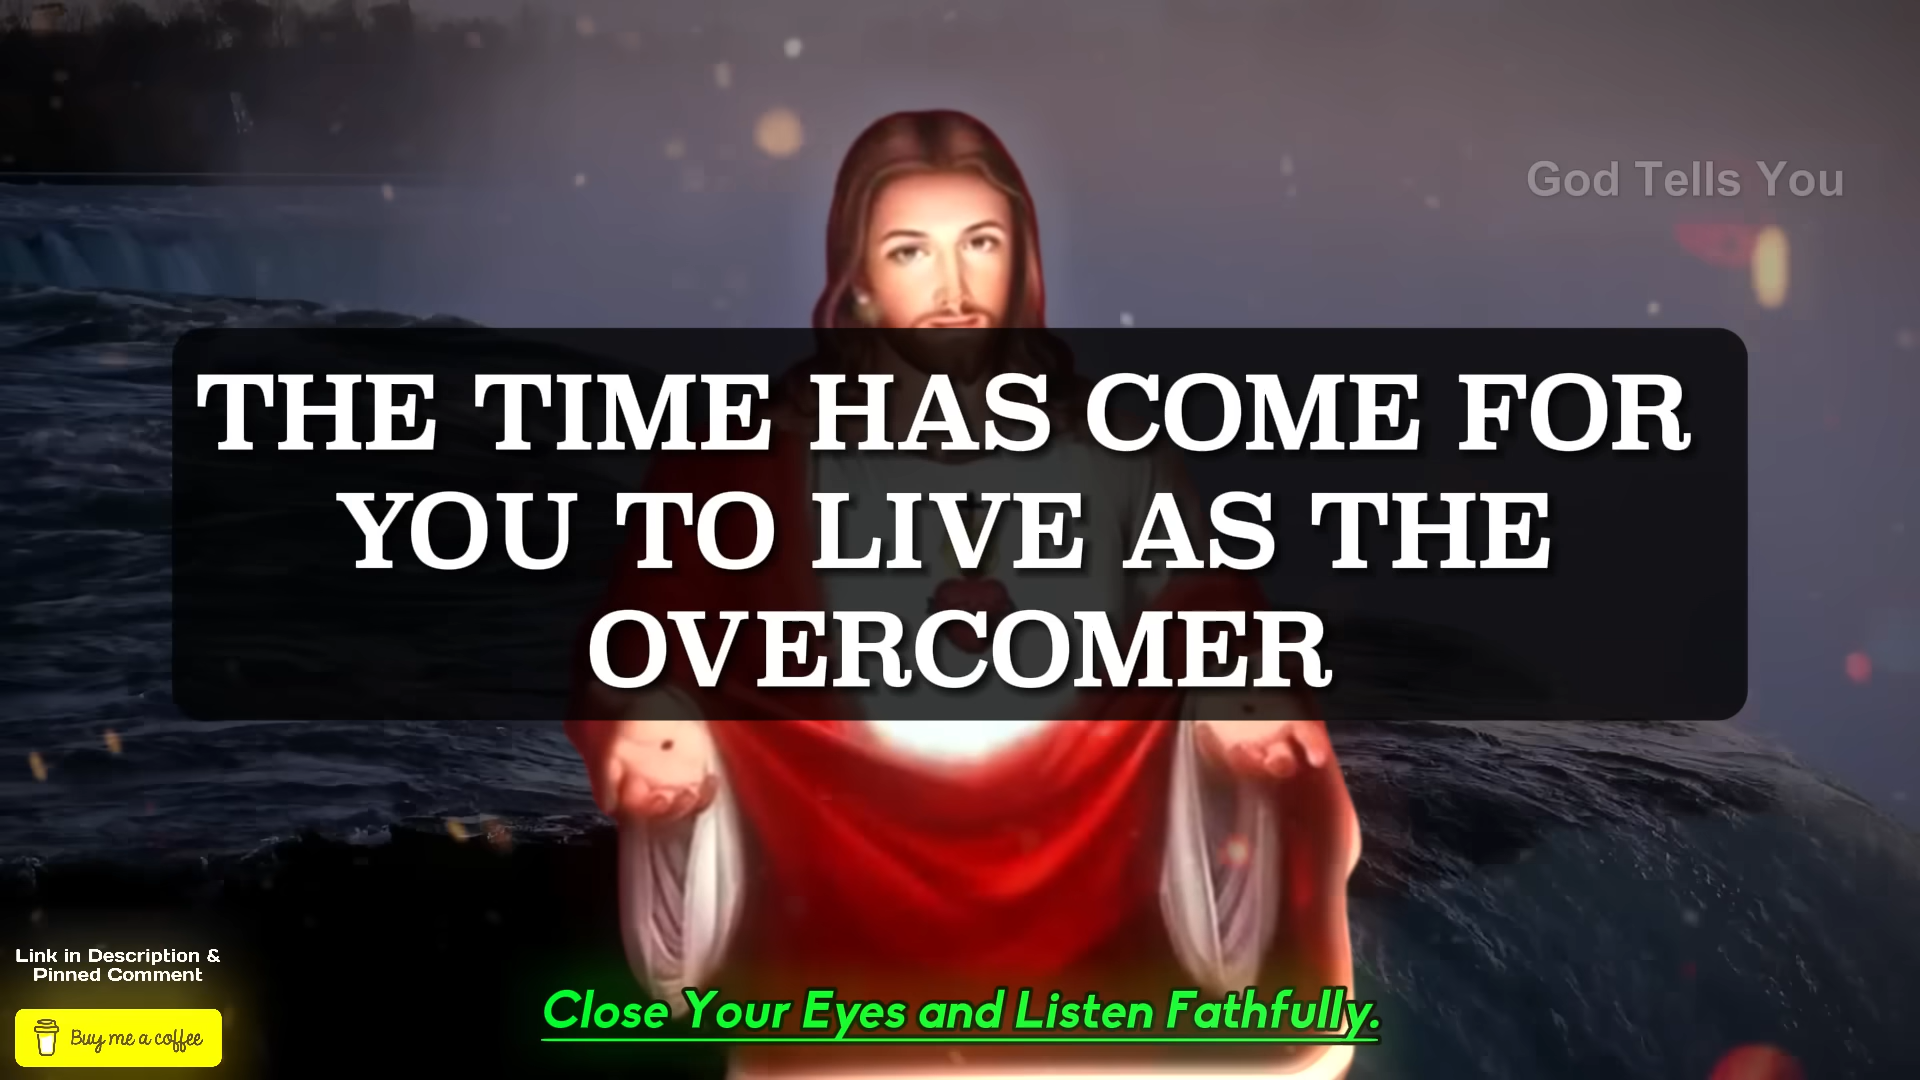 God Tells You
THE TIME HAS COME FOR
YOU TO LIVE AS THE
OVERCOMER
Link in Description &
Pinned Comment
Buy me a coffee
Close Your Eyes and Listen Fathfully.